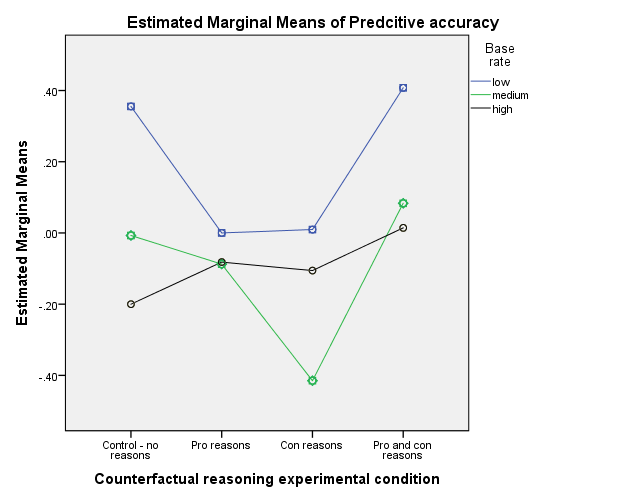 Estimated Marginal Means of Predcitive accuracy
Base
rate
low
medium
high
Estimated Marginal Means
.40
.20
.00
-.20
-.40
Control - no
reasons
Pro reasons
Con reasons
Pro and con
reasons
Counterfactual reasoning experimental condition